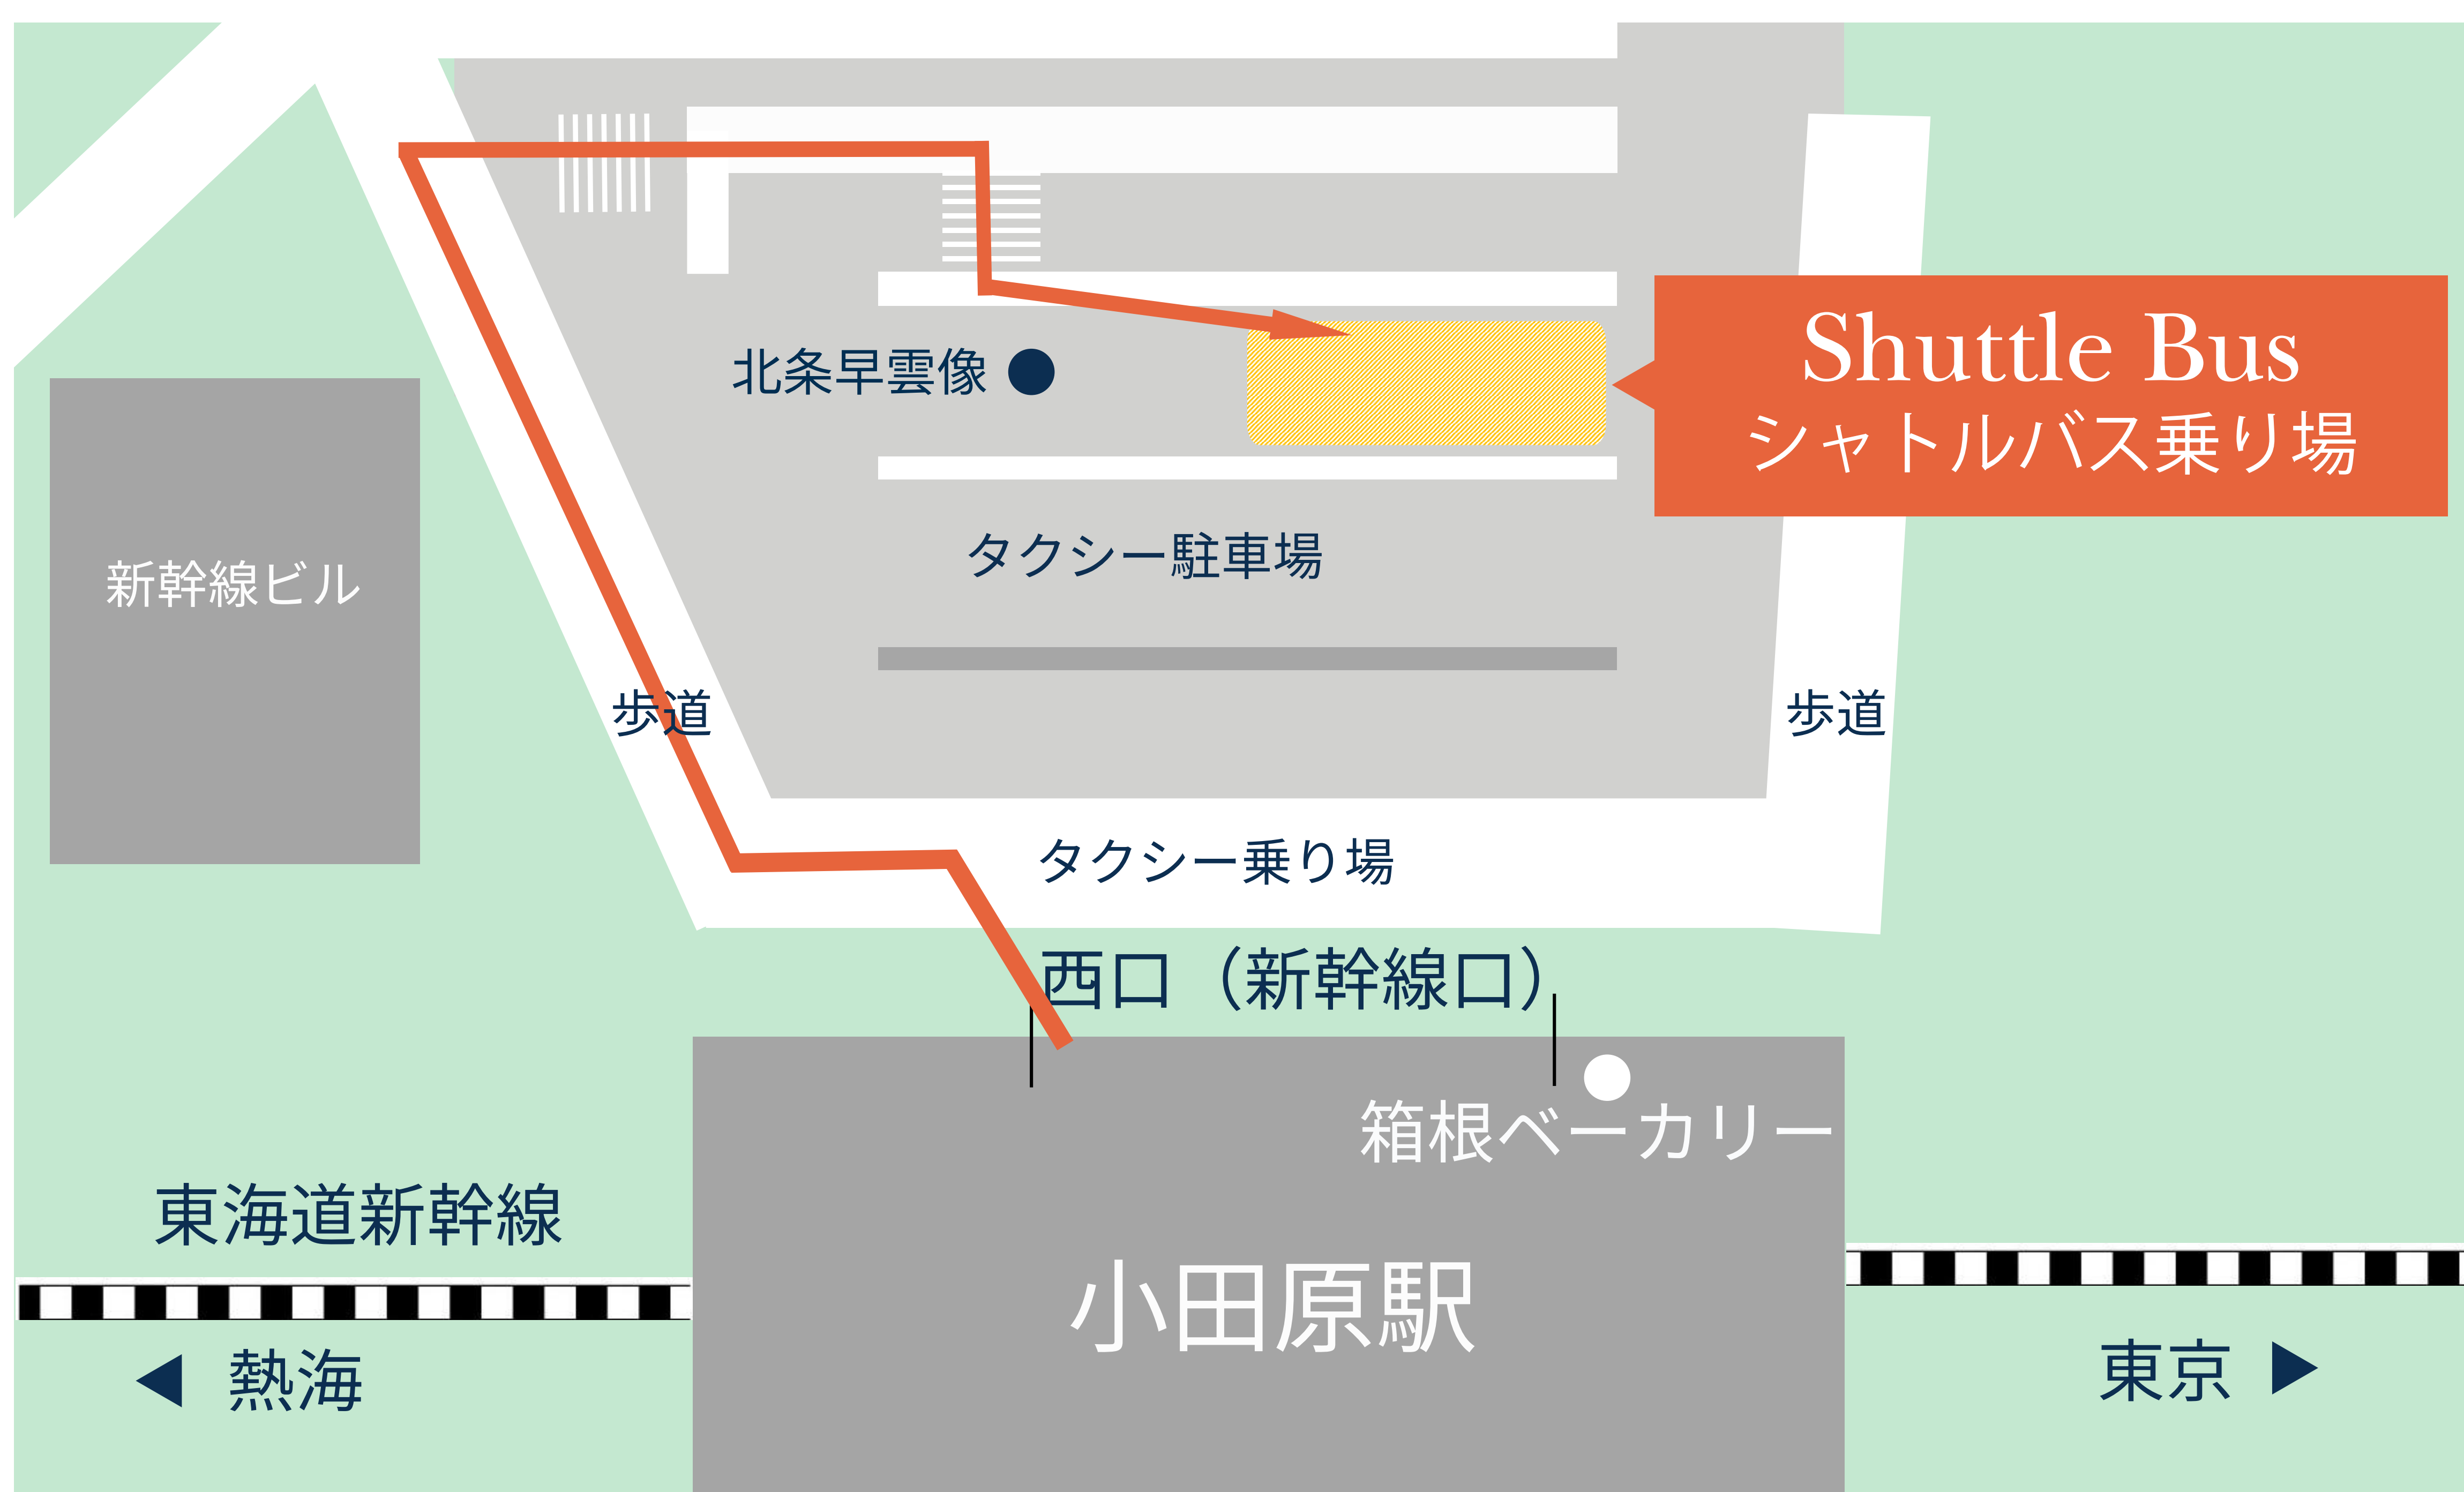 Shuttle Bus
シャトルバス乗り場
北条早雲像
タクシー駐車場
新幹線ビル
歩道
歩道
タクシー乗り場
西口（新幹線口）
箱根ベーカリー
東海道新幹線
小田原駅
熱海
東京